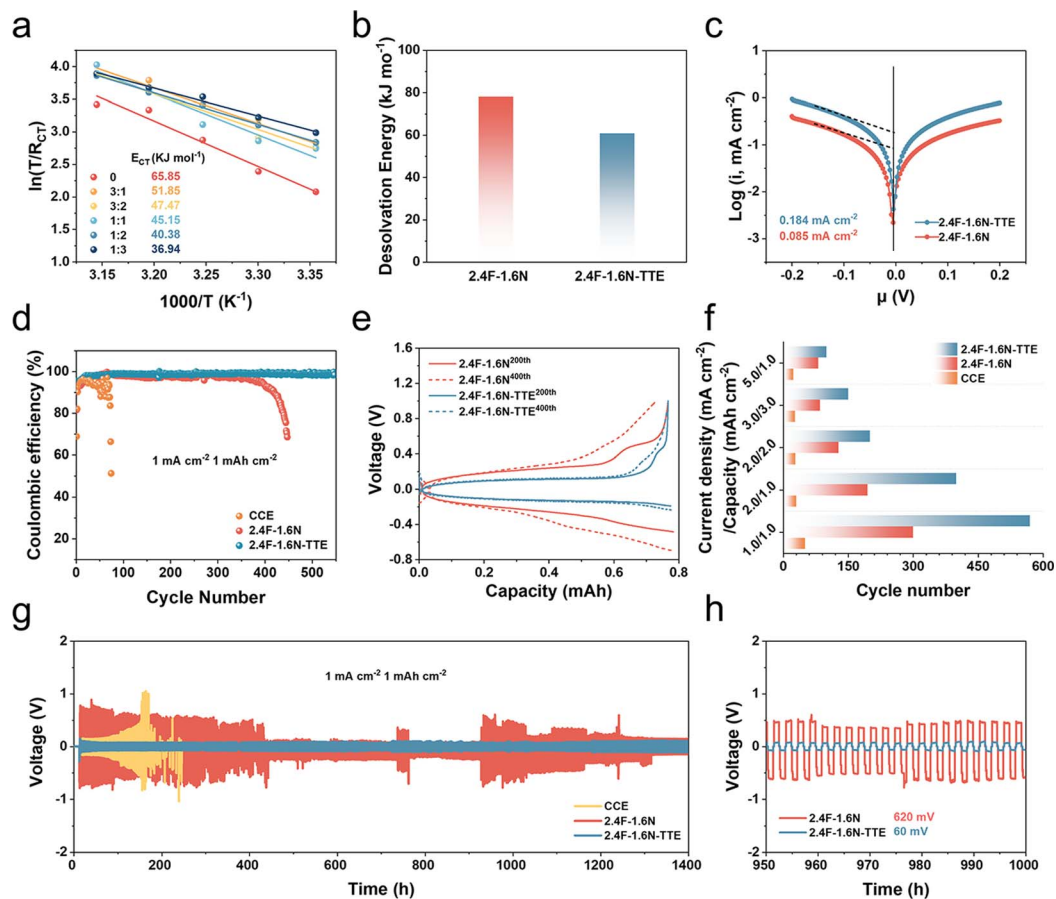 a
ln(T/R_CT)
4.0
3.5
3.0
2.5
2.0
1.5
1.0
E_CT(KJ mol⁻¹)
0 65.85
3:1 51.85
3:2 47.47
1:1 45.15
1:2 40.38
1:3 36.94
3.15 3.20 3.25 3.30 3.35
1000/T (K⁻¹)
b
Desolvation Energy (kJ mo⁻¹)
100
80
60
40
20
0
2.4F-1.6N 2.4F-1.6N-TTE
c
Log (i, mA cm⁻²)
1
0
-1
-2
-3
0.184 mA cm⁻²
0.085 mA cm⁻²
2.4F-1.6N-TTE
2.4F-1.6N
-0.2 -0.1 0.0 0.1 0.2
μ (V)
d
Coulombic efficiency (%)
100
80
60
40
20
1 mA cm⁻² 1 mAh cm⁻²
CCE
2.4F-1.6N
2.4F-1.6N-TTE
0 100 200 300 400 500
Cycle Number
e
Voltage (V)
1.6
1.2
0.8
0.4
0.0
-0.4
-0.8
2.4F-1.6N²⁰⁰ᵗʰ
2.4F-1.6N⁴⁰⁰ᵗʰ
2.4F-1.6N-TTE²⁰⁰ᵗʰ
2.4F-1.6N-TTE⁴⁰⁰ᵗʰ
0.0 0.2 0.4 0.6 0.8
Capacity (mAh)
f
Current density (mA cm⁻²)
/Capacity (mAh cm⁻²)
5.0/1.0
3.0/3.0
2.0/2.0
2.0/1.0
1.0/1.0
2.4F-1.6N-TTE
2.4F-1.6N
CCE
0 150 300 450 600
Cycle number
g
Voltage (V)
2
1
0
-1
-2
1 mA cm⁻² 1 mAh cm⁻²
CCE
2.4F-1.6N
2.4F-1.6N-TTE
0 200 400 600 800 1000 1200 1400
Time (h)
h
Voltage (V)
2
1
0
-1
-2
2.4F-1.6N 620 mV
2.4F-1.6N-TTE 60 mV
950 960 970 980 990 1000
Time (h)